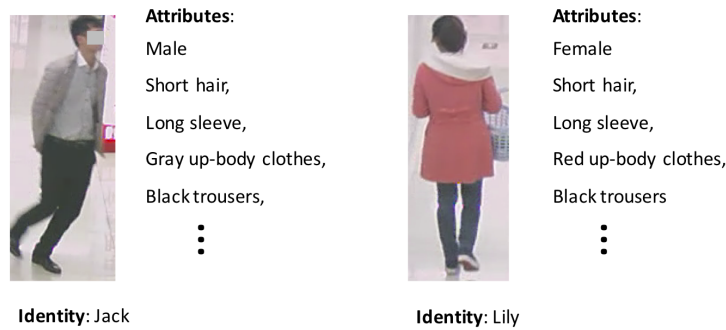 Attributes:
Male
Short hair,
Long sleeve,
Gray up-body clothes,
Black trousers,
Identity: Jack
Attributes:
Female
Short hair,
Long sleeve,
Red up-body clothes,
Black trousers
Identity: Lily